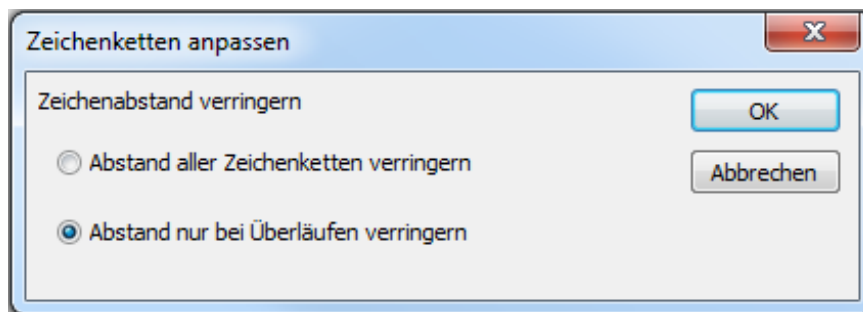 Zeichenketten anpassen
Zeichenabstand verringern
OK
Abstand aller Zeichenketten verringern
Abbrechen
Abstand nur bei Überläufen verringern